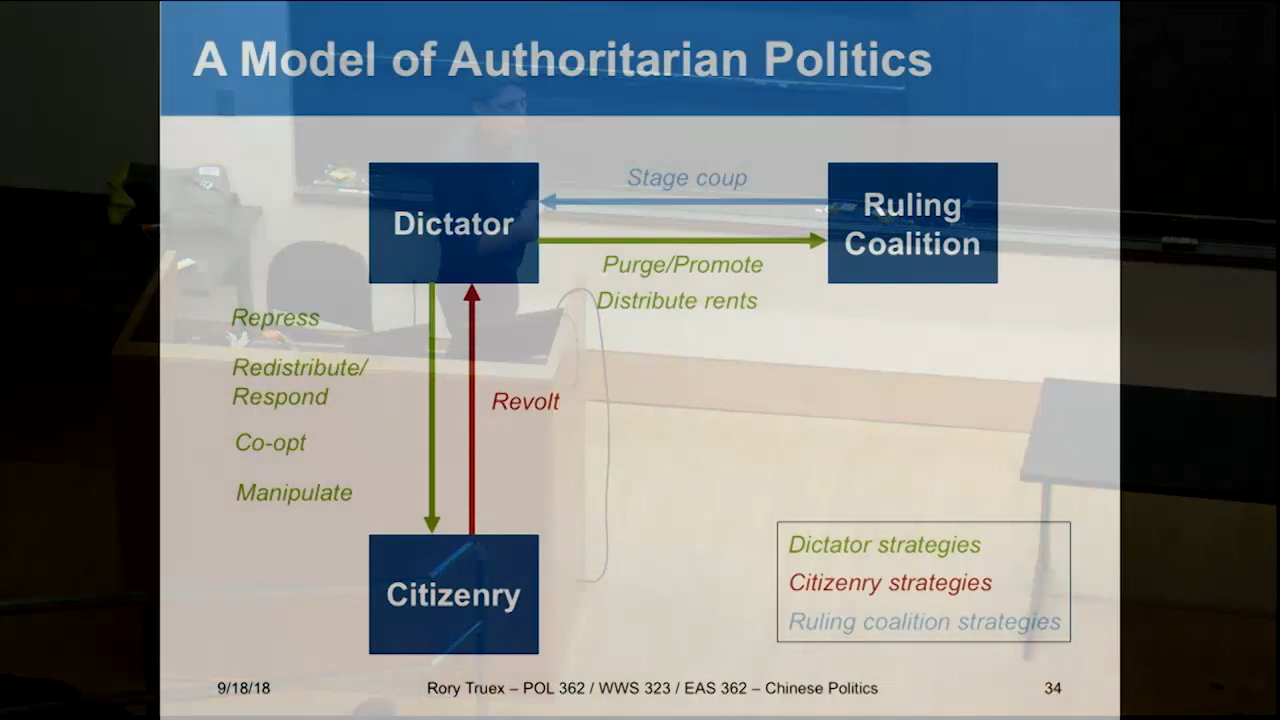 A Model of Authoritarian Politics
Stage coup
Dictator
Ruling
Coalition
Purge/Promote
Distribute rents
Repress
Redistribute/
Respond
Revolt
Co-opt
Manipulate
Citizenry
Dictator strategies
Citizenry strategies
Ruling coalition strategies
9/18/18
Rory Truex – POL 362 / WWS 323 / EAS 362 – Chinese Politics
34